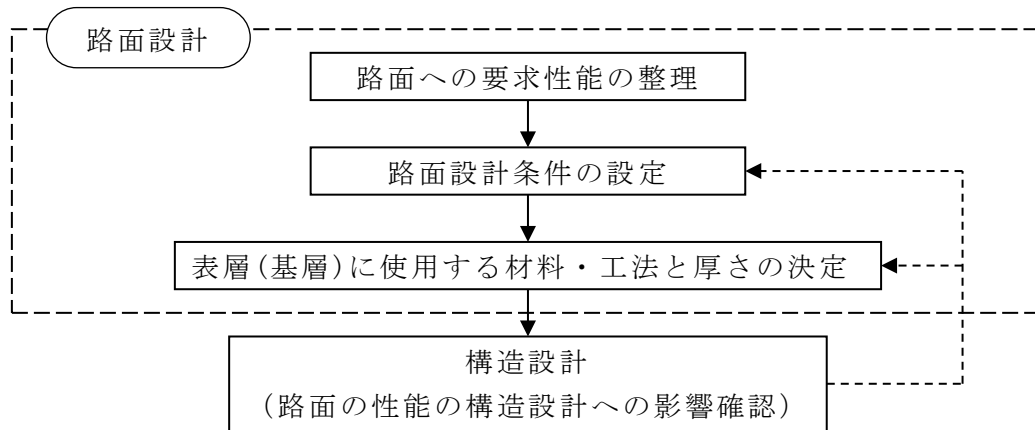 路面設計
路面への要求性能の整理
路面設計条件の設定
表層(基層)に使用する材料・工法と厚さの決定
構造設計
(路面の性能の構造設計への影響確認)